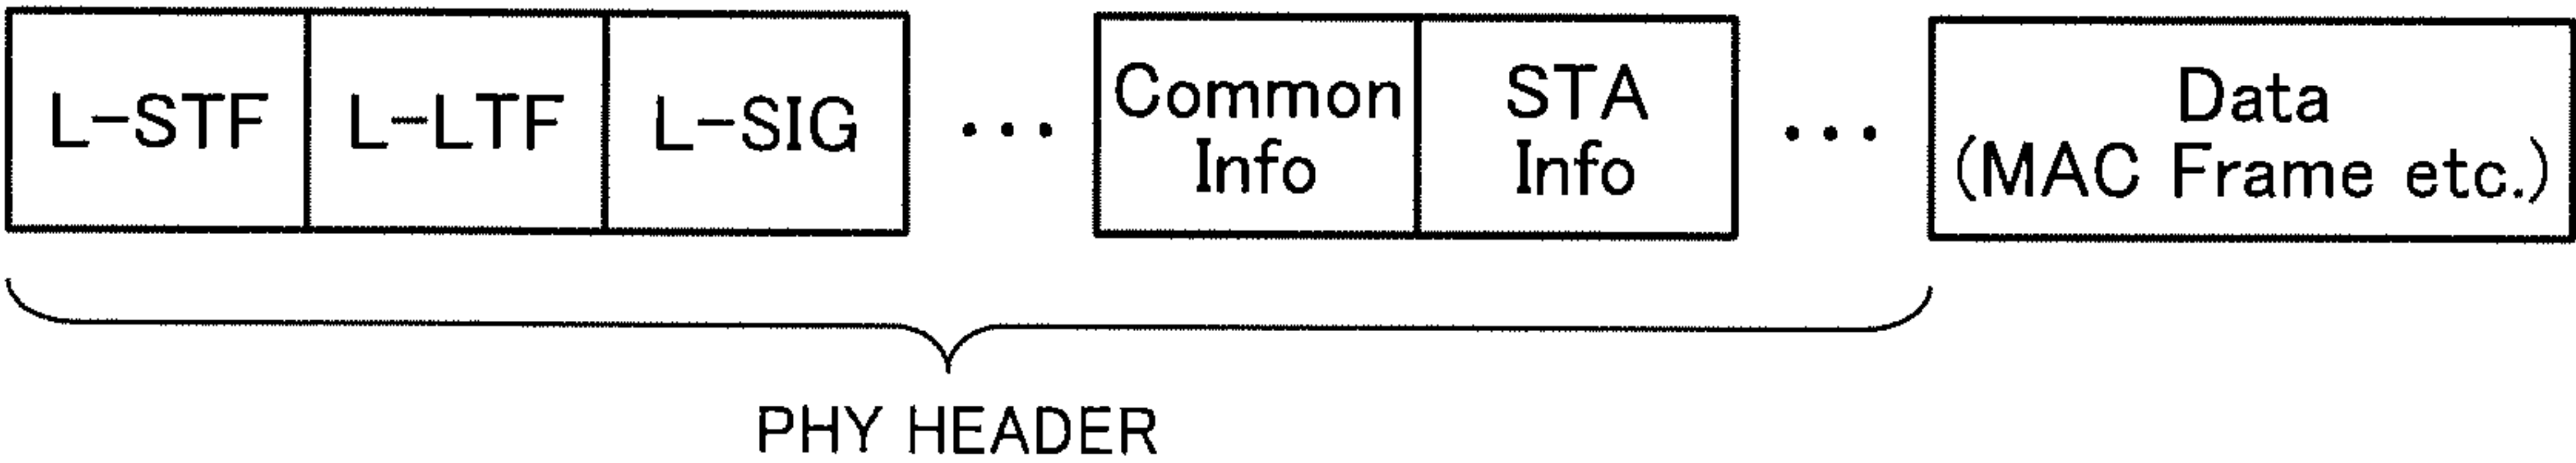 L-STF L-LTF L-SIG ... Common Info STA Info ... Data (MAC Frame etc.)
PHY HEADER